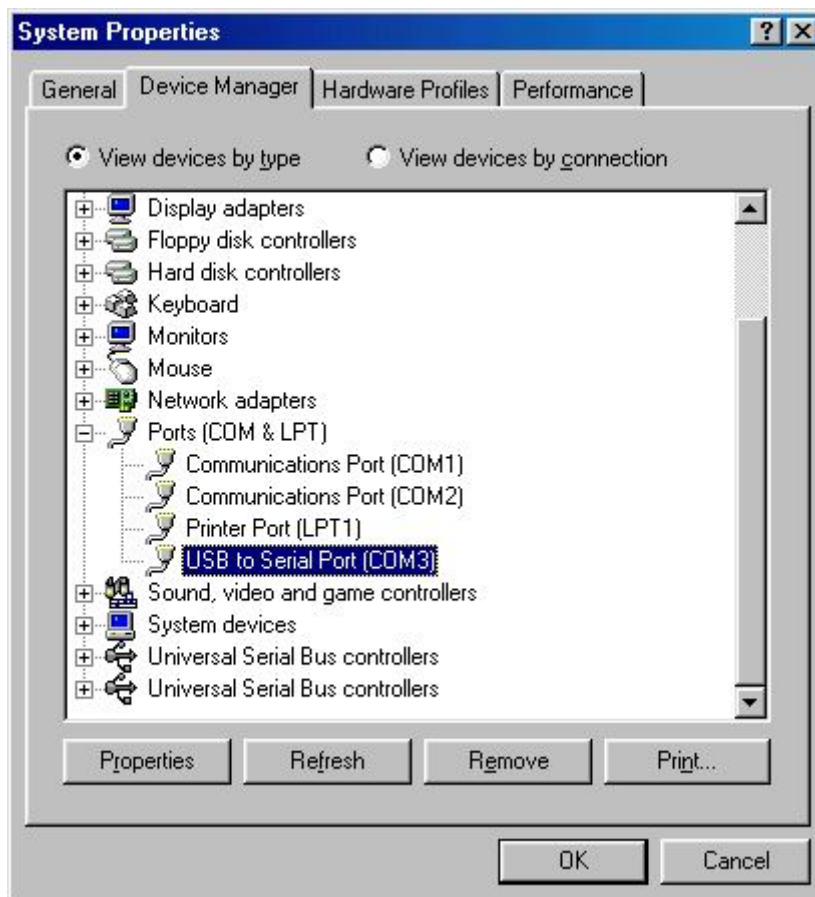 System Properties
General Device Manager Hardware Profiles Performance
View devices by type View devices by connection
Display adapters
Floppy disk controllers
Hard disk controllers
Keyboard
Monitors
Mouse
Network adapters
Ports (COM & LPT)
Communications Port (COM1)
Communications Port (COM2)
Printer Port (LPT1)
USB to Serial Port (COM3)
Sound, video and game controllers
System devices
Universal Serial Bus controllers
Universal Serial Bus controllers
Properties Refresh Remove Print...
OK Cancel